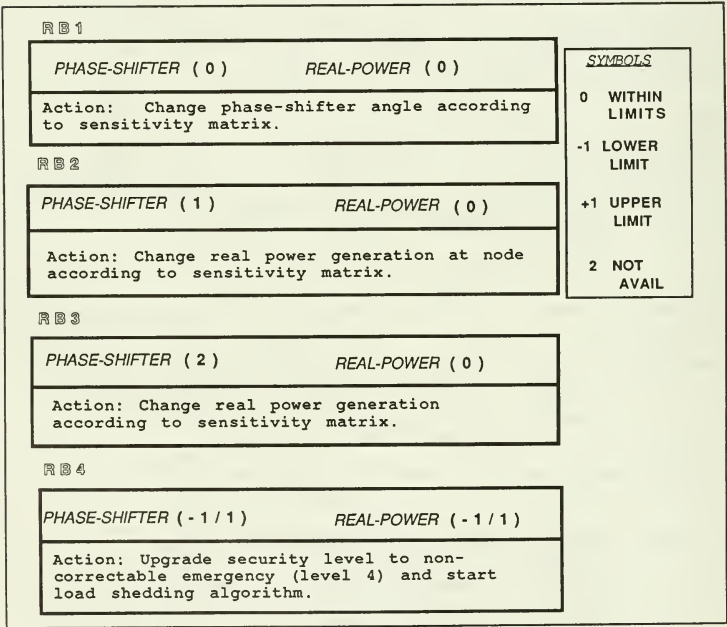 RB1
PHASE-SHIFTER ( 0 ) REAL-POWER ( 0 )
Action: Change phase-shifter angle according
to sensitivity matrix.
RB2
PHASE-SHIFTER ( 1 ) REAL-POWER ( 0 )
Action: Change real power generation at node
according to sensitivity matrix.
RB3
PHASE-SHIFTER ( 2 ) REAL-POWER ( 0 )
Action: Change real power generation
according to sensitivity matrix.
RB4
PHASE-SHIFTER ( - 1 / 1 ) REAL-POWER ( - 1 / 1 )
Action: Upgrade security level to non-
correctable emergency (level 4) and start
load shedding algorithm.
SYMBOLS
0 WITHIN
LIMITS
-1 LOWER
LIMIT
+1 UPPER
LIMIT
2 NOT
AVAIL